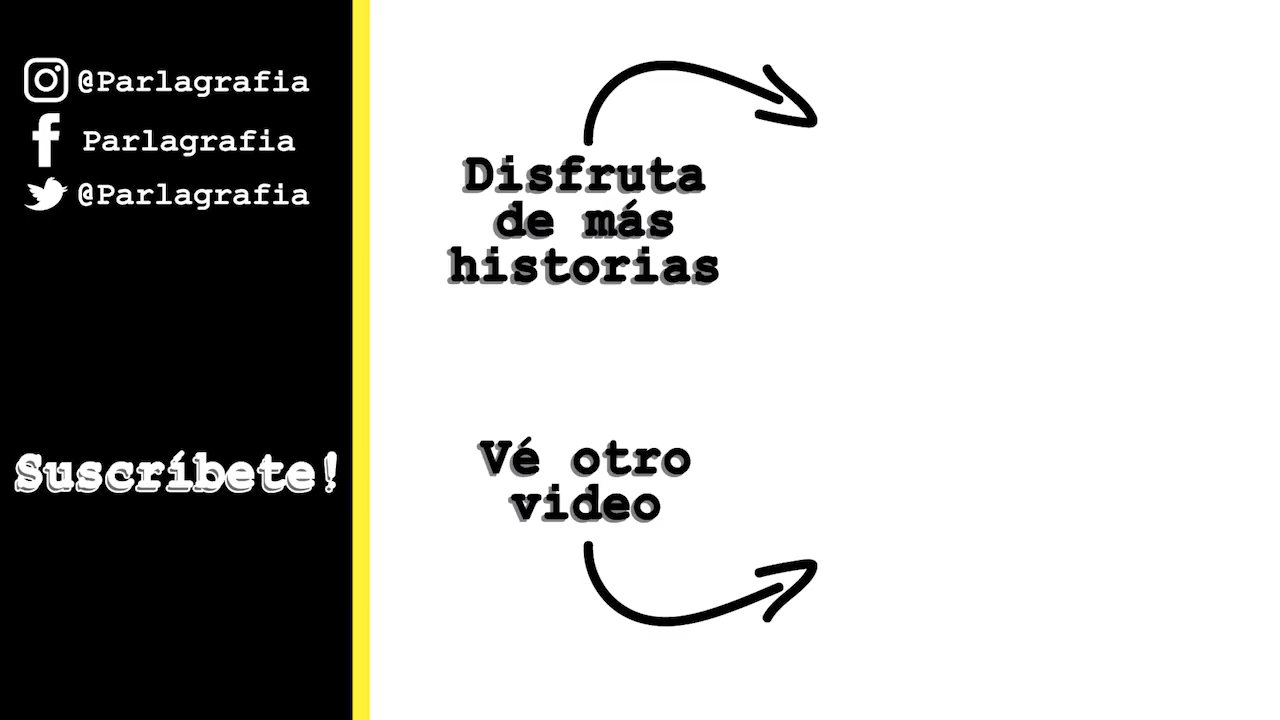 @Parlagrafia
Parlagrafia
@Parlagrafia
Suscríbete!
Disfruta
de más
historias
Vé otro
video